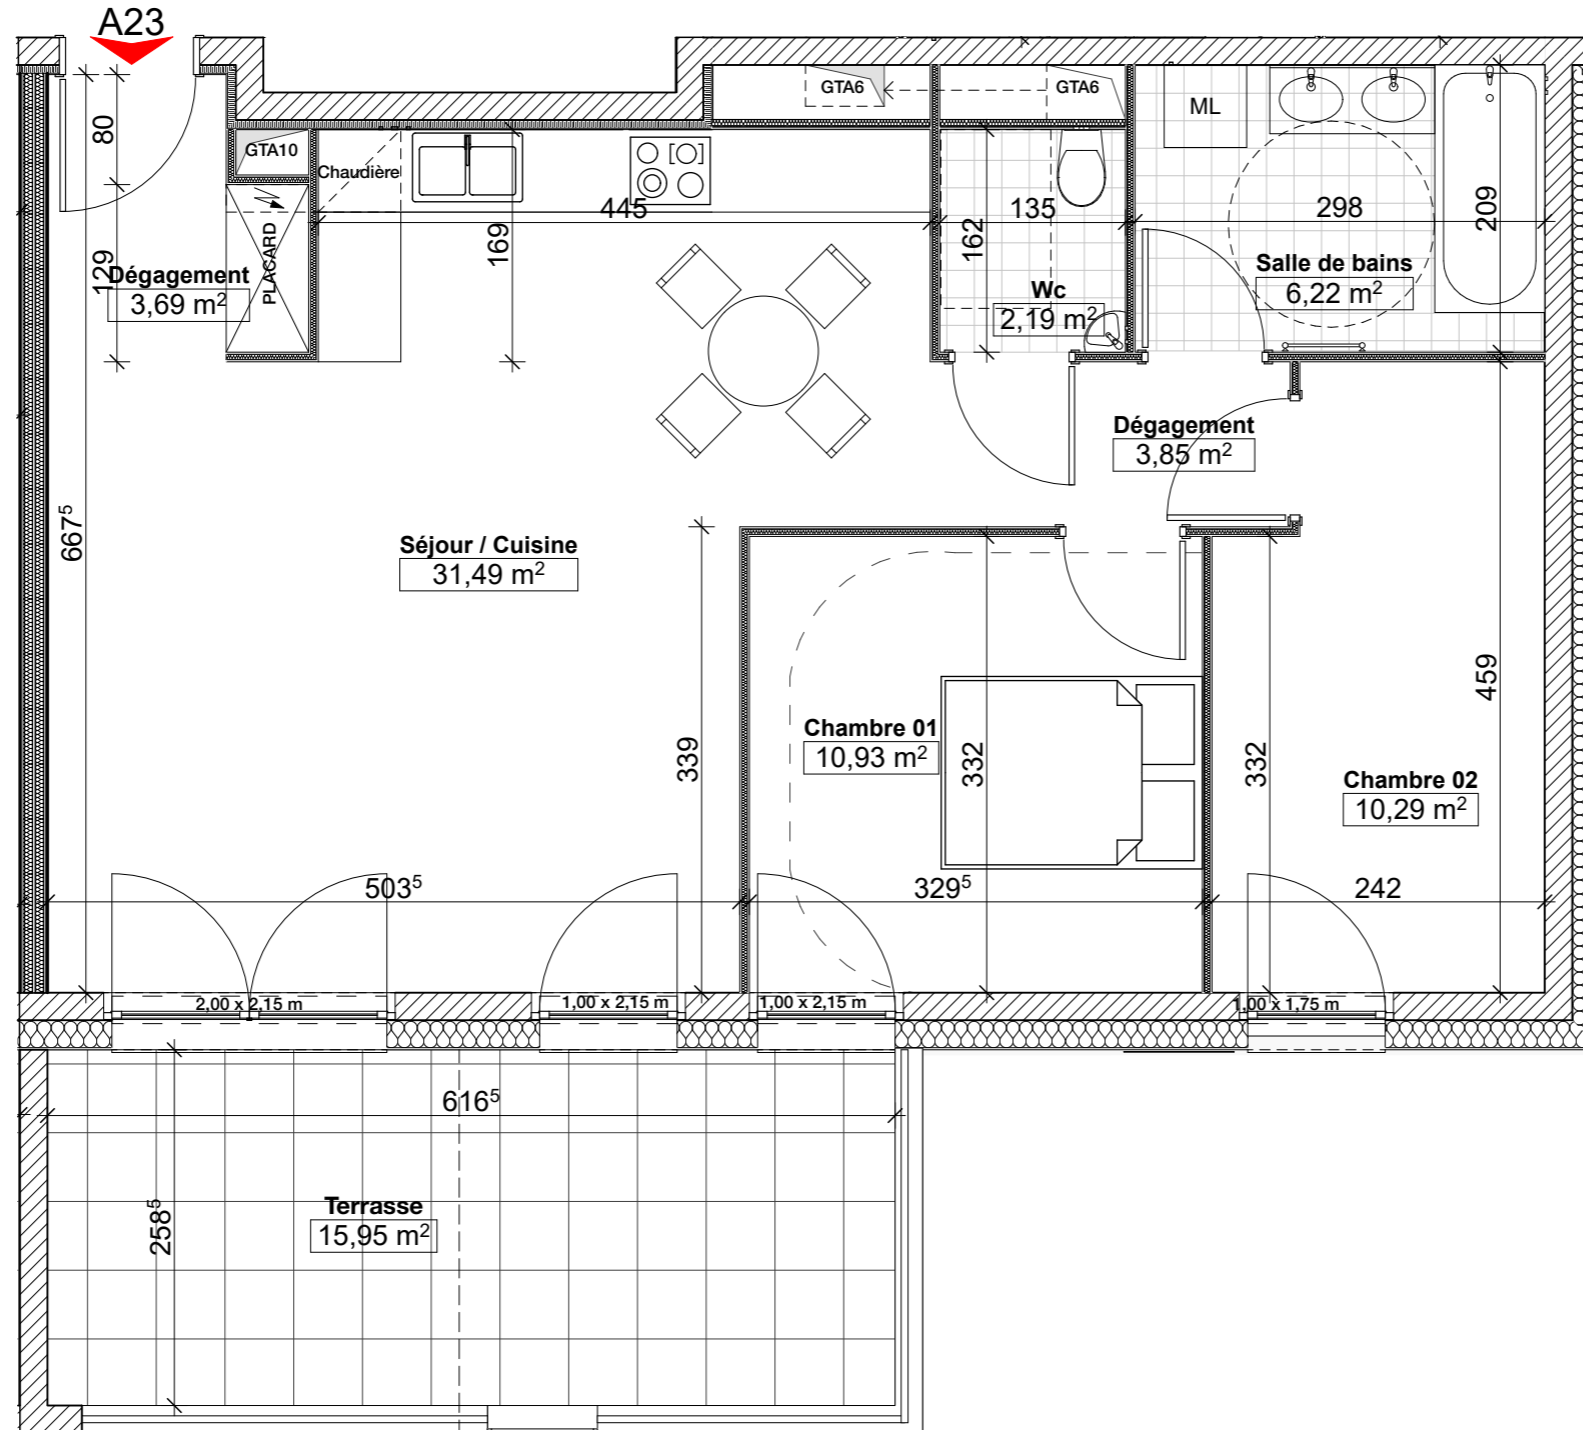 A23
80
GTA10
Chaudière
GTA6
GTA6
ML
445
135
298
209
129
169
162
PLACARD
Dégagement
3,69 m²
Wc
2,19 m²
Salle de bains
6,22 m²
Dégagement
3,85 m²
667⁵
Séjour / Cuisine
31,49 m²
459
339
Chambre 01
10,93 m²
332
332
Chambre 02
10,29 m²
503⁵
329⁵
242
2,00 x 2,15 m
1,00 x 2,15 m
1,00 x 2,15 m
1,00 x 1,75 m
616⁵
258⁵
Terrasse
15,95 m²